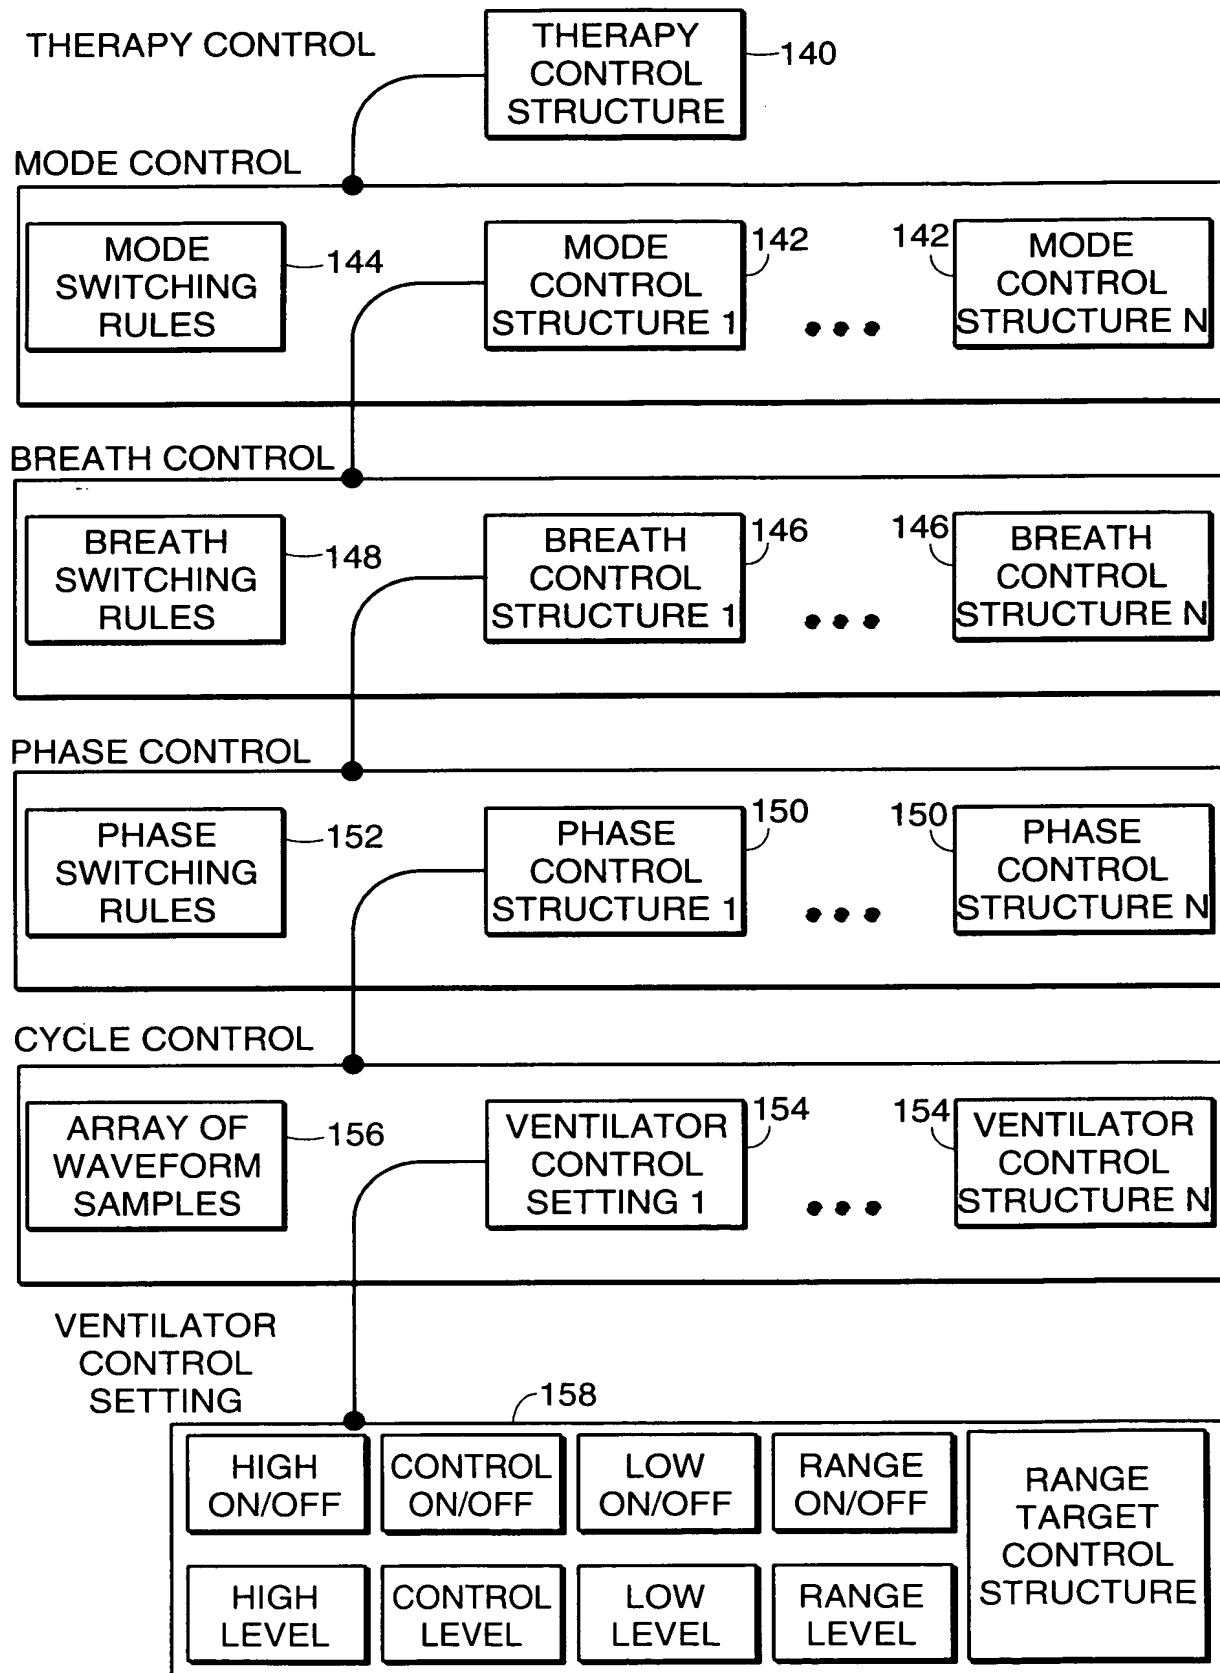 THERAPY CONTROL
THERAPY
CONTROL
STRUCTURE
140
MODE CONTROL
MODE
SWITCHING
RULES
144
MODE
CONTROL
STRUCTURE 1
142
142
MODE
CONTROL
STRUCTURE N
BREATH CONTROL
BREATH
SWITCHING
RULES
148
BREATH
CONTROL
STRUCTURE 1
146
146
BREATH
CONTROL
STRUCTURE N
PHASE CONTROL
PHASE
SWITCHING
RULES
152
PHASE
CONTROL
STRUCTURE 1
150
150
PHASE
CONTROL
STRUCTURE N
CYCLE CONTROL
ARRAY OF
WAVEFORM
SAMPLES
156
VENTILATOR
CONTROL
SETTING 1
154
154
VENTILATOR
CONTROL
STRUCTURE N
VENTILATOR
CONTROL
SETTING
158
HIGH
ON/OFF
CONTROL
ON/OFF
LOW
ON/OFF
RANGE
ON/OFF
RANGE
TARGET
CONTROL
STRUCTURE
HIGH
LEVEL
CONTROL
LEVEL
LOW
LEVEL
RANGE
LEVEL